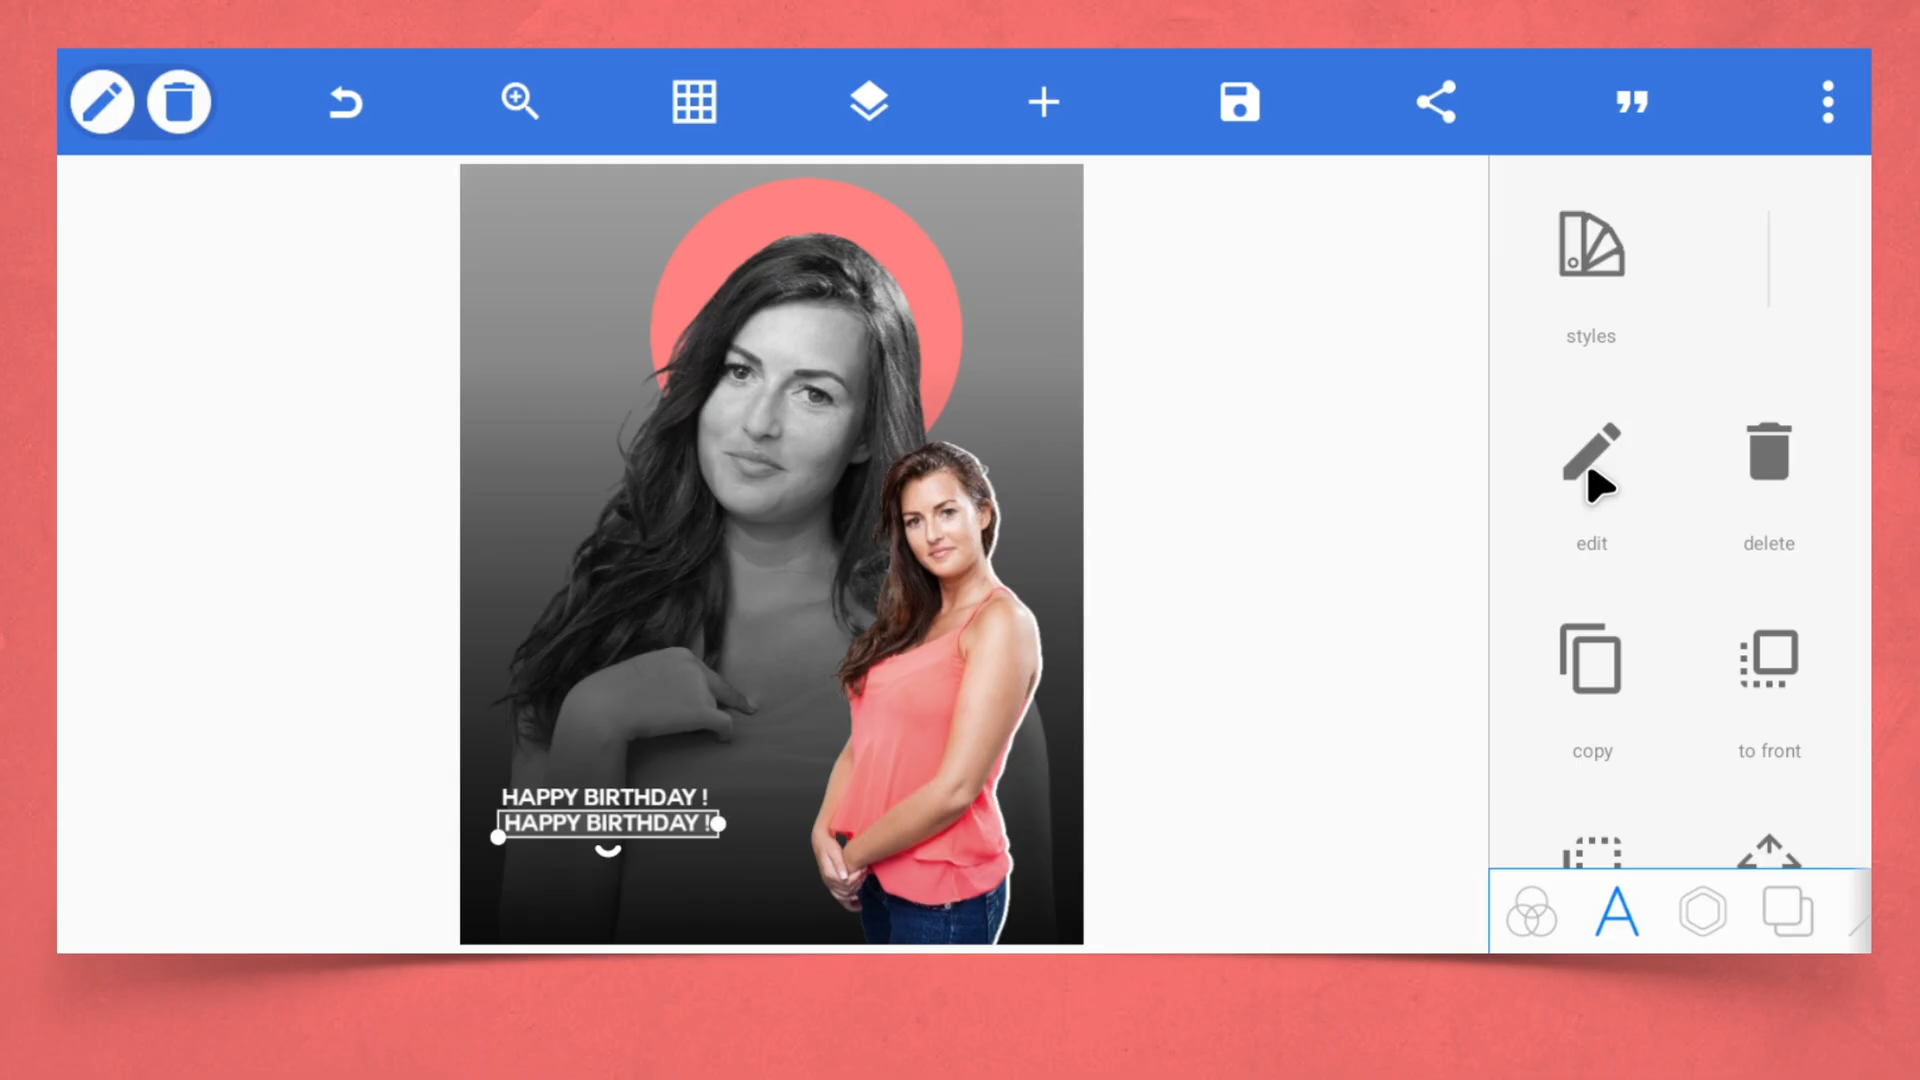 styles
edit
delete
copy
to front
HAPPY BIRTHDAY !
HAPPY BIRTHDAY !